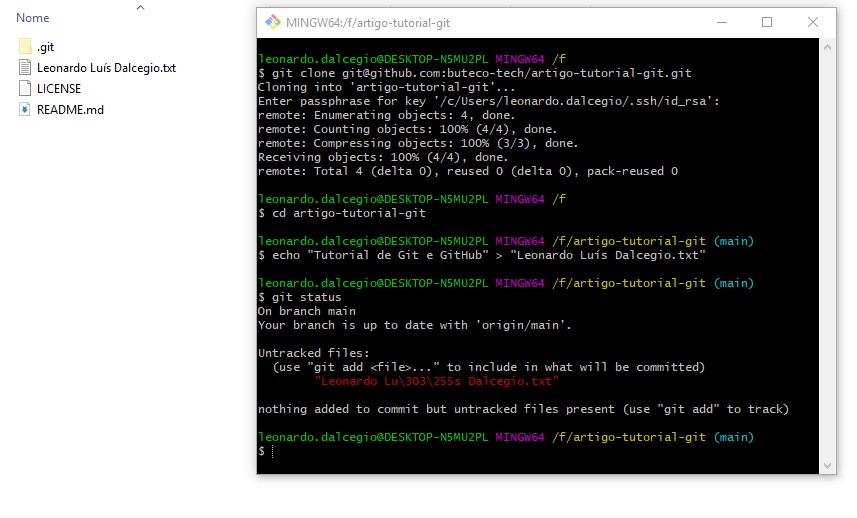 Nome
.git
Leonardo Luís Dalcegio.txt
LICENSE
README.md
MINGW64:/f/artigo-tutorial-git
leonardo.dalcegio@DESKTOP-N5MU2PL MINGW64 /f
$ git clone git@github.com:buteco-tech/artigo-tutorial-git.git
Cloning into 'artigo-tutorial-git'...
Enter passphrase for key '/c/Users/leonardo.dalcegio/.ssh/id_rsa':
remote: Enumerating objects: 4, done.
remote: Counting objects: 100% (4/4), done.
remote: Compressing objects: 100% (3/3), done.
Receiving objects: 100% (4/4), done.
remote: Total 4 (delta 0), reused 0 (delta 0), pack-reused 0
leonardo.dalcegio@DESKTOP-N5MU2PL MINGW64 /f
$ cd artigo-tutorial-git
leonardo.dalcegio@DESKTOP-N5MU2PL MINGW64 /f/artigo-tutorial-git (main)
$ echo "Tutorial de Git e GitHub" > "Leonardo Luís Dalcegio.txt"
leonardo.dalcegio@DESKTOP-N5MU2PL MINGW64 /f/artigo-tutorial-git (main)
$ git status
On branch main
Your branch is up to date with 'origin/main'.
Untracked files:
(use "git add <file>..." to include in what will be committed)
"Leonardo Lu\303\255s Dalcegio.txt"
nothing added to commit but untracked files present (use "git add" to track)
leonardo.dalcegio@DESKTOP-N5MU2PL MINGW64 /f/artigo-tutorial-git (main)
$